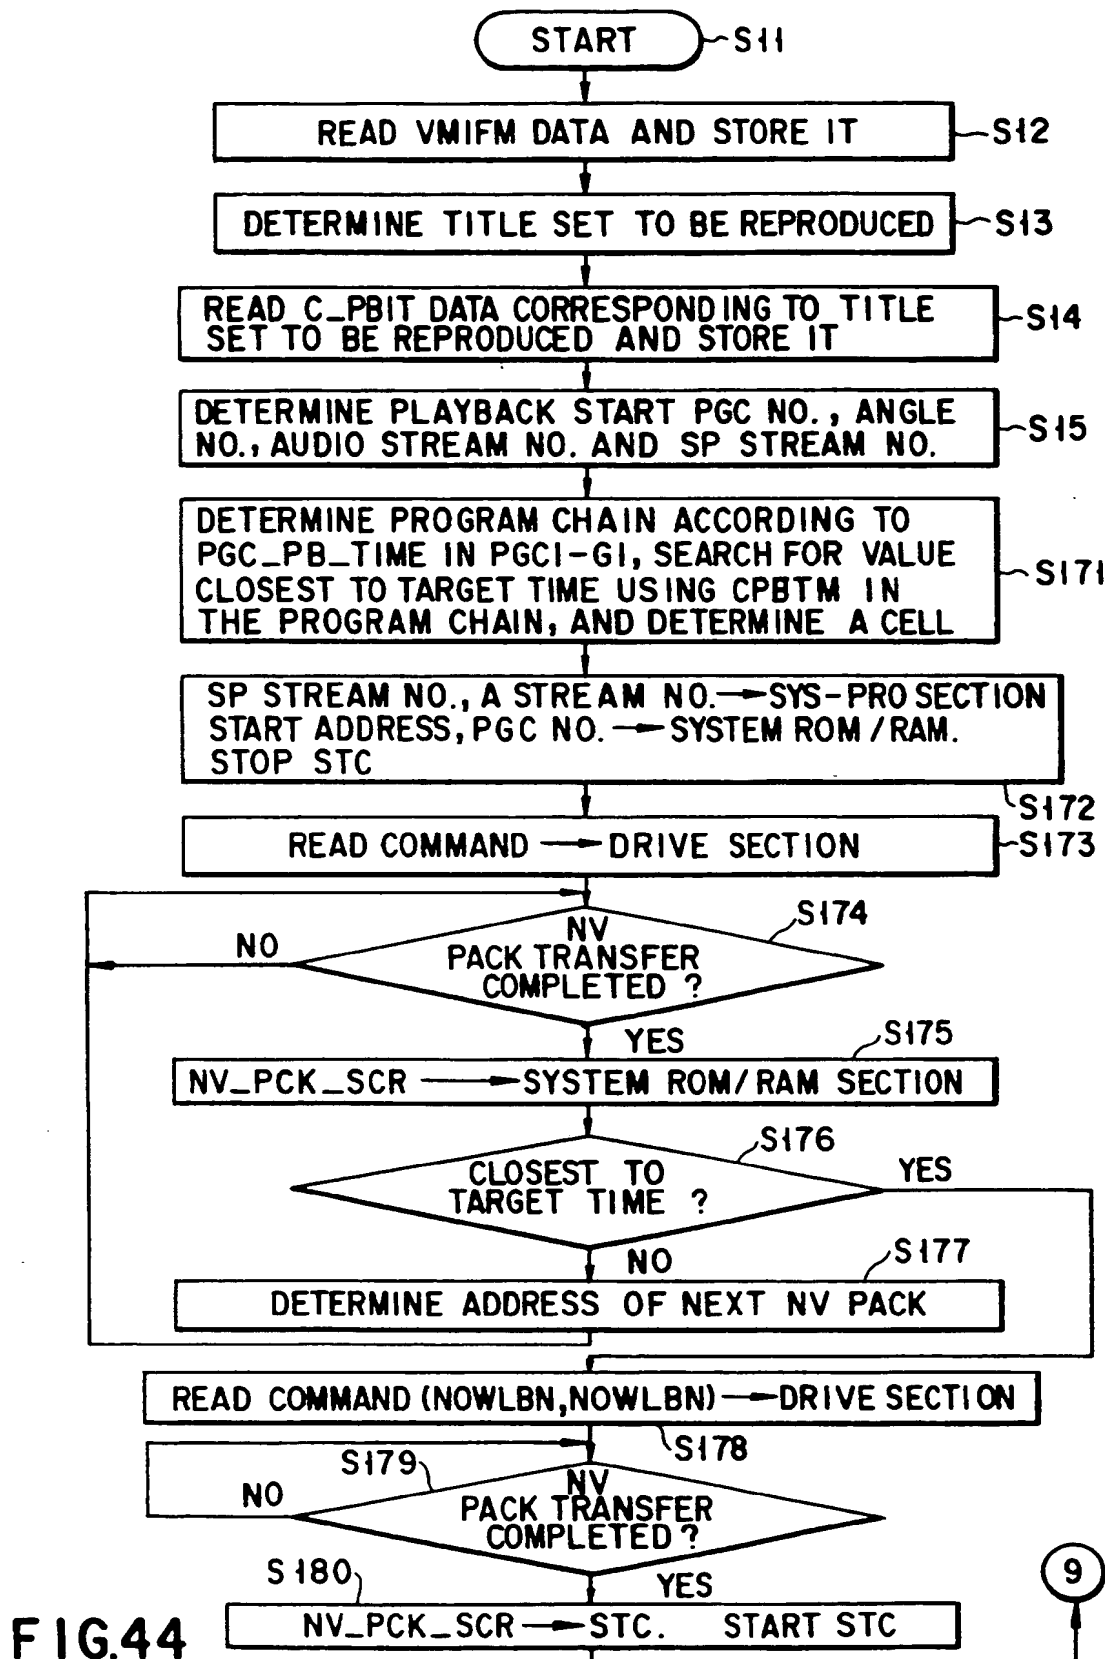 START
S11
READ VMIFM DATA AND STORE IT
S12
DETERMINE TITLE SET TO BE REPRODUCED
S13
READ C_PBIT DATA CORRESPONDING TO TITLE
SET TO BE REPRODUCED AND STORE IT
S14
DETERMINE PLAYBACK START PGC NO., ANGLE
NO., AUDIO STREAM NO. AND SP STREAM NO.
S15
DETERMINE PROGRAM CHAIN ACCORDING TO
PGC_PB_TIME IN PGCI-GI, SEARCH FOR VALUE
CLOSEST TO TARGET TIME USING CPBTM IN
THE PROGRAM CHAIN, AND DETERMINE A CELL
S171
SP STREAM NO., A STREAM NO.→SYS-PRO SECTION
START ADDRESS, PGC NO.→SYSTEM ROM/RAM.
STOP STC
S172
READ COMMAND→DRIVE SECTION
S173
S174
NV
PACK TRANSFER
COMPLETED ?
NO
YES
S175
NV_PCK_SCR→SYSTEM ROM/RAM SECTION
S176
CLOSEST TO
TARGET TIME ?
YES
NO
S177
DETERMINE ADDRESS OF NEXT NV PACK
READ COMMAND (NOWLBN,NOWLBN)→DRIVE SECTION
S178
S179
NV
PACK TRANSFER
COMPLETED ?
NO
YES
S180
NV_PCK_SCR→STC. START STC
9
FIG.44